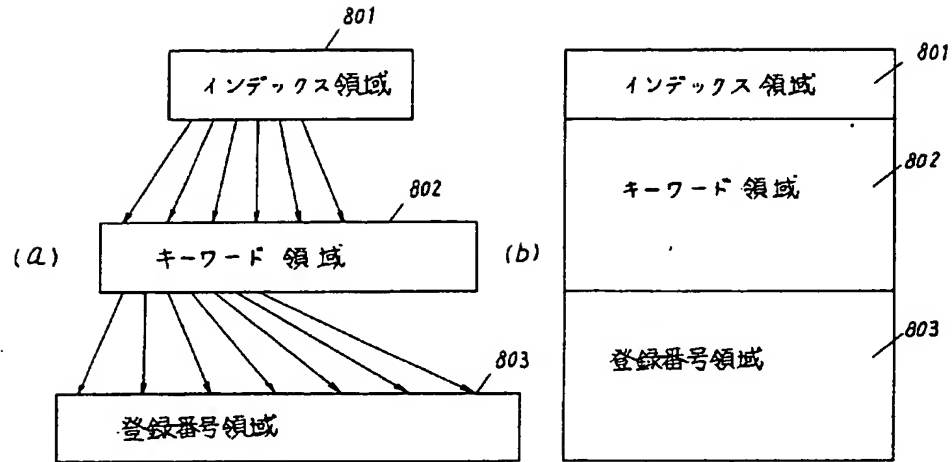 801
インデックス領域
802
(a)
キーワード 領域
803
登録番号領域
801
インデックス 領域
802
キーワード 領域
(b)
803
登録番号領域